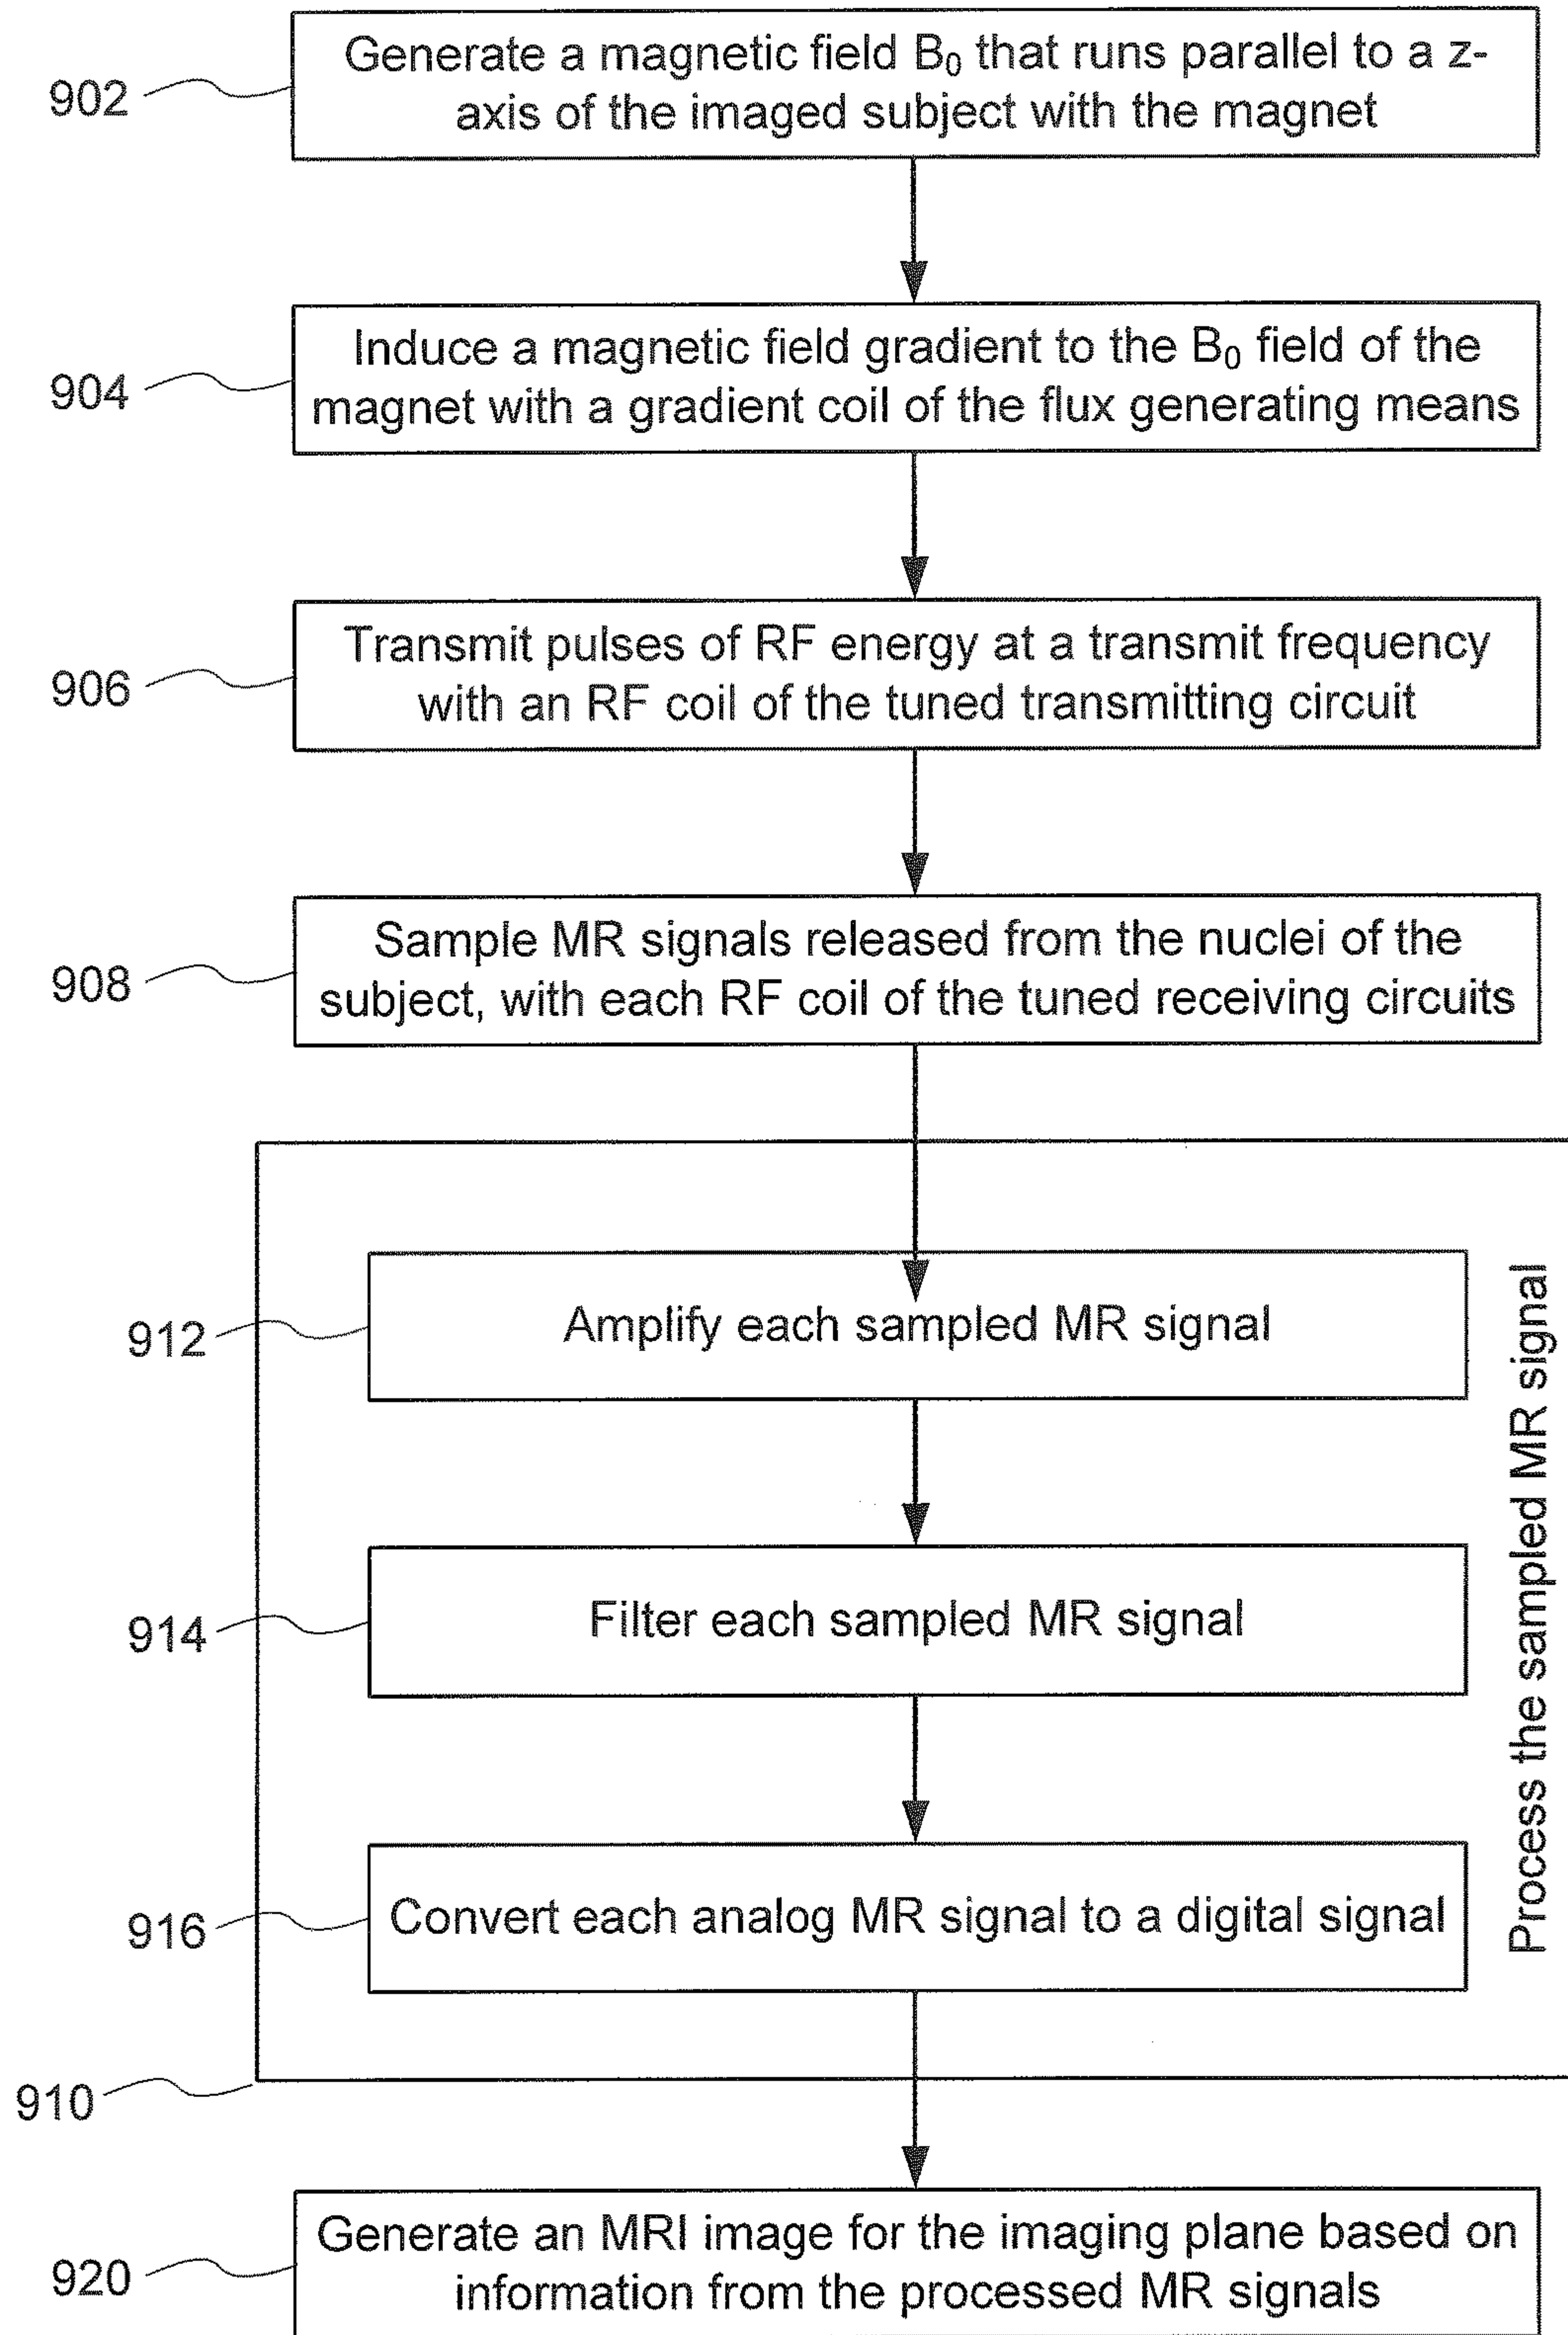 902
Generate a magnetic field B₀ that runs parallel to a z-
axis of the imaged subject with the magnet
904
Induce a magnetic field gradient to the B₀ field of the
magnet with a gradient coil of the flux generating means
906
Transmit pulses of RF energy at a transmit frequency
with an RF coil of the tuned transmitting circuit
908
Sample MR signals released from the nuclei of the
subject, with each RF coil of the tuned receiving circuits
910
Process the sampled MR signal
912
Amplify each sampled MR signal
914
Filter each sampled MR signal
916
Convert each analog MR signal to a digital signal
920
Generate an MRI image for the imaging plane based on
information from the processed MR signals